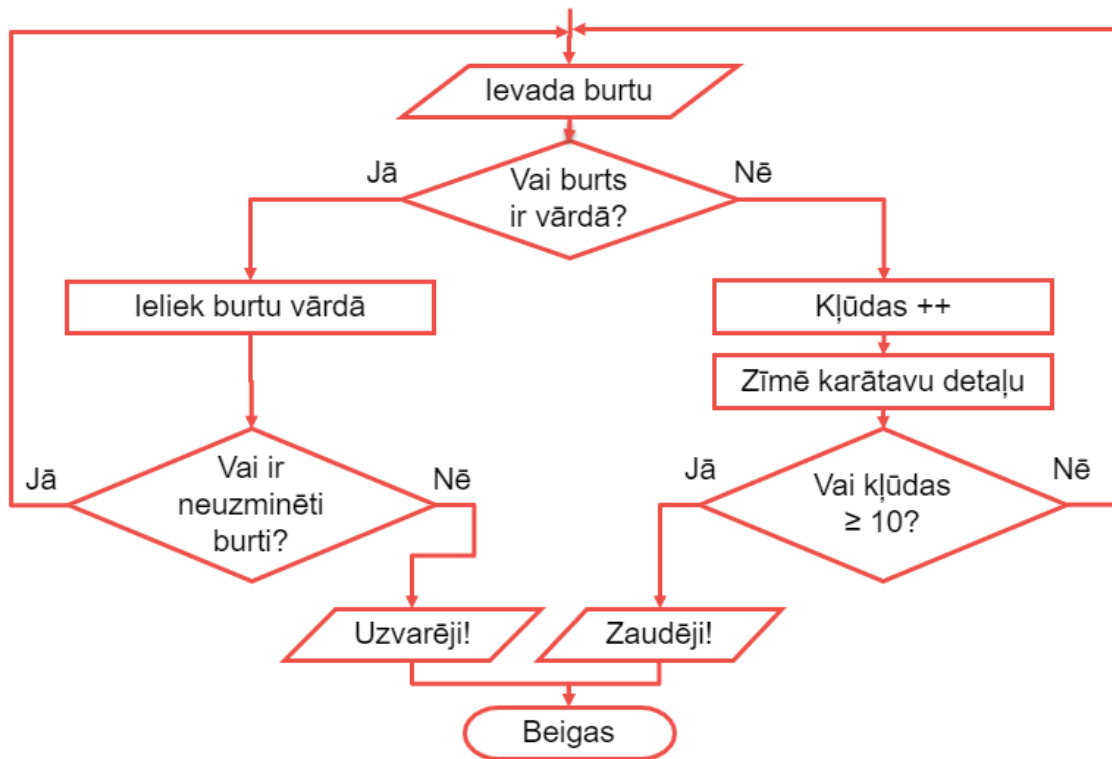 Ievada burtu
Jā
Vai burts
ir vārdā?
Nē
Ieliek burtu vārdā
Kļūdas ++
Zīmē karātavu detaļu
Jā
Vai ir
neuzminēti
burti?
Nē
Jā
Vai kļūdas
≥ 10?
Nē
Uzvarēji!
Zaudēji!
Beigas